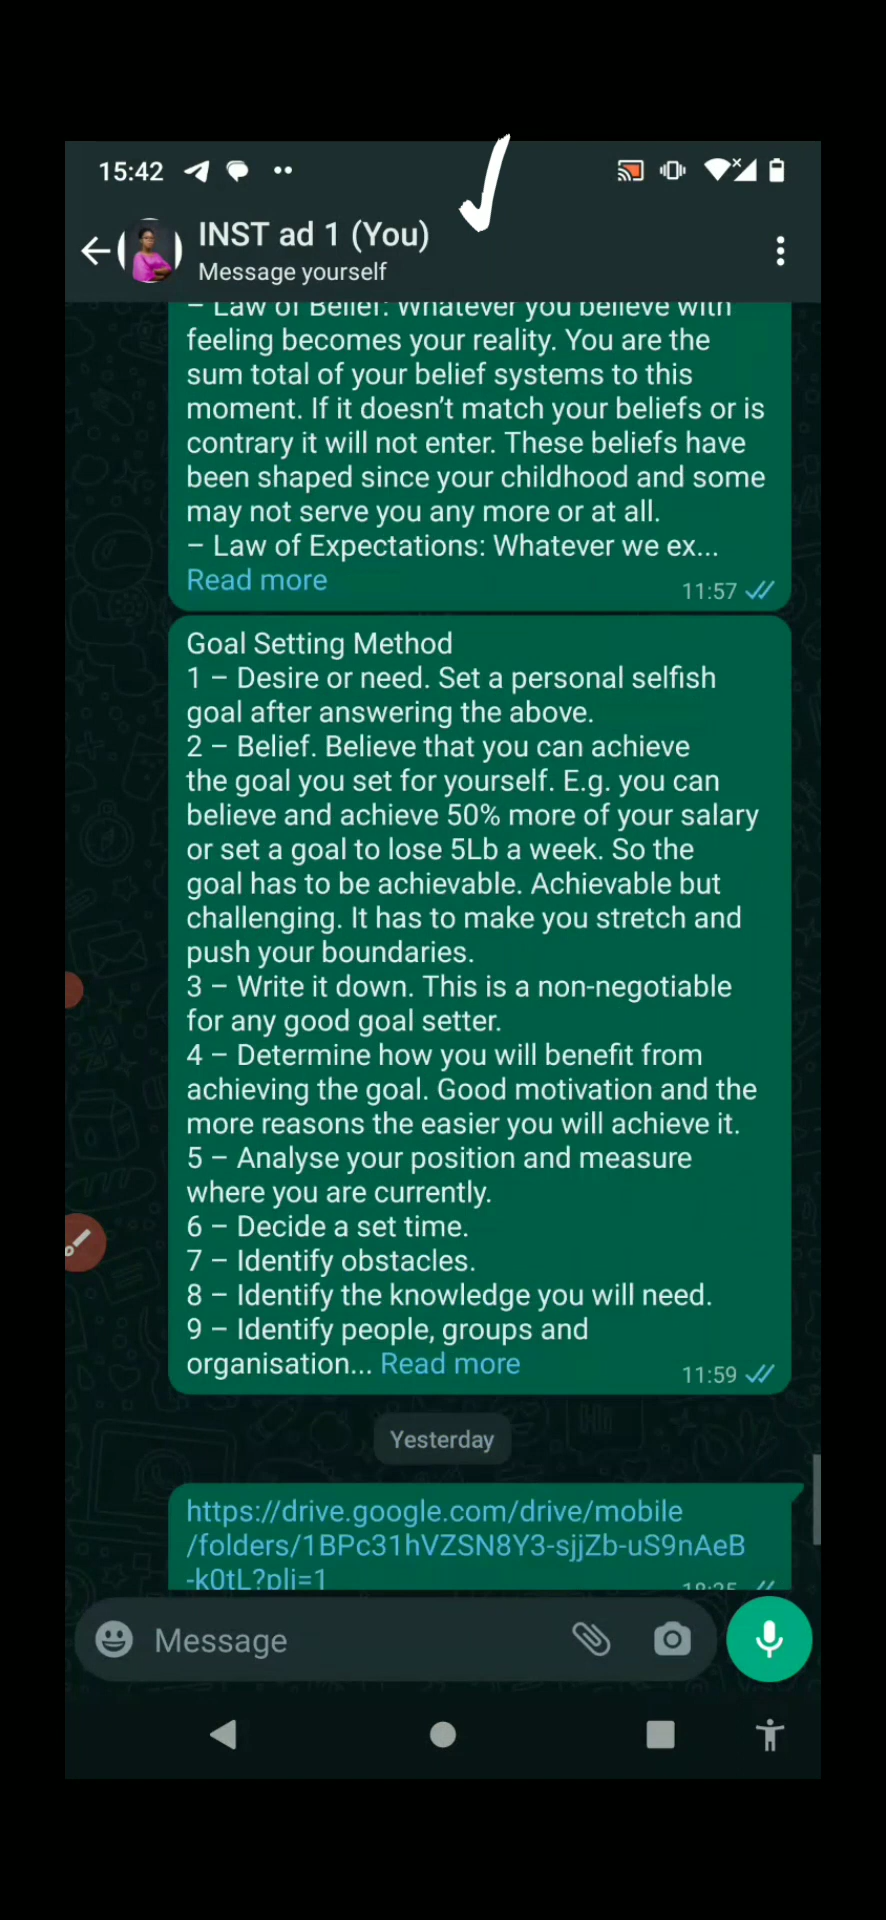 15:42
INST ad 1 (You)
Message yourself
– Law of Belief: Whatever you believe with
feeling becomes your reality. You are the
sum total of your belief systems to this
moment. If it doesn’t match your beliefs or is
contrary it will not enter. These beliefs have
been shaped since your childhood and some
may not serve you any more or at all.
– Law of Expectations: Whatever we ex...
Read more
11:57
Goal Setting Method
1 – Desire or need. Set a personal selfish
goal after answering the above.
2 – Belief. Believe that you can achieve
the goal you set for yourself. E.g. you can
believe and achieve 50% more of your salary
or set a goal to lose 5Lb a week. So the
goal has to be achievable. Achievable but
challenging. It has to make you stretch and
push your boundaries.
3 – Write it down. This is a non-negotiable
for any good goal setter.
4 – Determine how you will benefit from
achieving the goal. Good motivation and the
more reasons the easier you will achieve it.
5 – Analyse your position and measure
where you are currently.
6 – Decide a set time.
7 – Identify obstacles.
8 – Identify the knowledge you will need.
9 – Identify people, groups and
organisation... Read more
11:59
Yesterday
https://drive.google.com/drive/mobile
/folders/1BPc31hVZSN8Y3-sjjZb-uS9nAeB
-k0tL?pli=1
Message